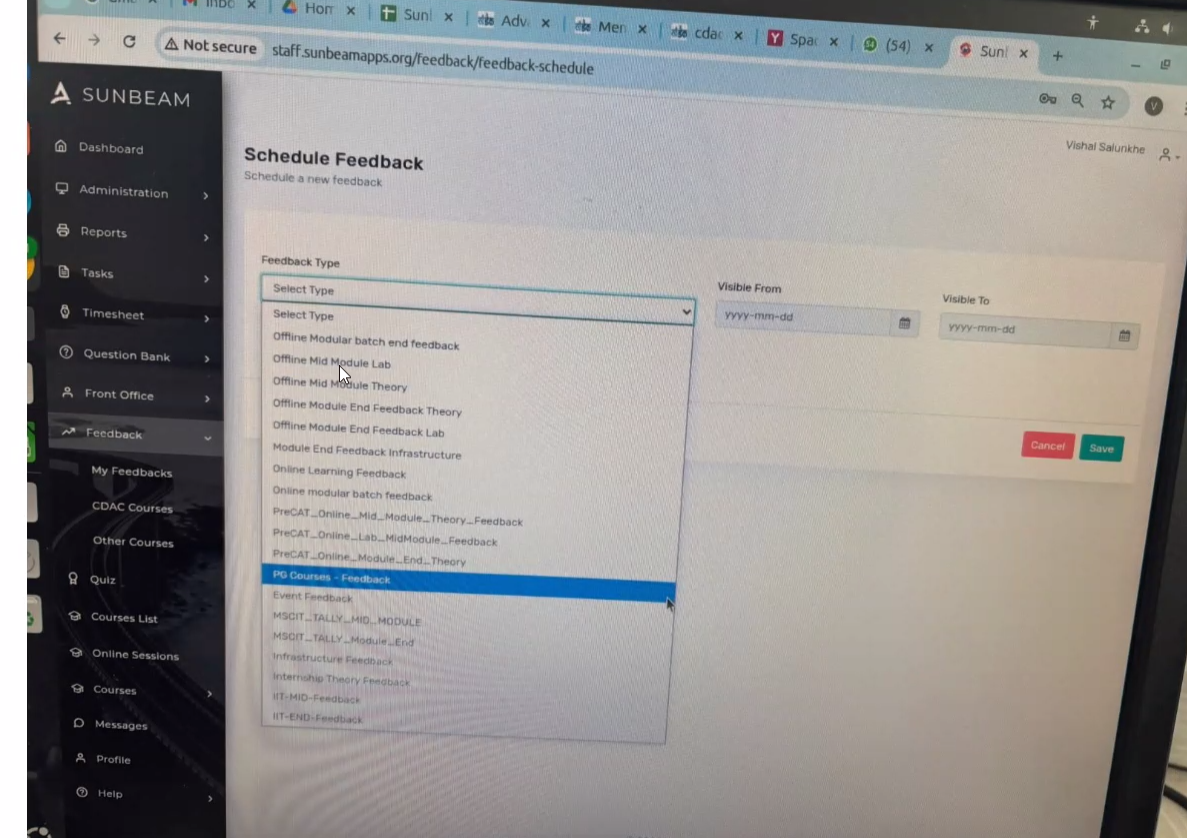 Inbo
Hom
Sunl
Adv
Men
cdac
Spac
(54)
Sunl
Not secure
staff.sunbeamapps.org/feedback/feedback-schedule
V
SUNBEAM
Vishal Salunkhe
Dashboard
Administration
Reports
Tasks
Timesheet
Question Bank
Front Office
Feedback
My Feedbacks
CDAC Courses
Other Courses
Quiz
Courses List
Online Sessions
Courses
Messages
Profile
Help
Schedule Feedback
Schedule a new feedback
Feedback Type
Select Type
Select Type
Offline Modular batch end feedback
Offline Mid Module Lab
Offline Mid Module Theory
Offline Module End Feedback Theory
Offline Module End Feedback Lab
Module End Feedback Infrastructure
Online Learning Feedback
Online modular batch feedback
PreCAT_Online_Mid_Module_Theory_Feedback
PreCAT_Online_Lab_MidModule_Feedback
PreCAT_Online_Module_End_Theory
PG Courses - Feedback
Event Feedback
MSCIT_TALLY_MID_MODULE
MSCIT_TALLY_Module_End
Infrastructure Feedback
Internship Theory Feedback
IIT-MID-Feedback
IIT-END-Feedback
Visible From
yyyy-mm-dd
Visible To
yyyy-mm-dd
Cancel
Save